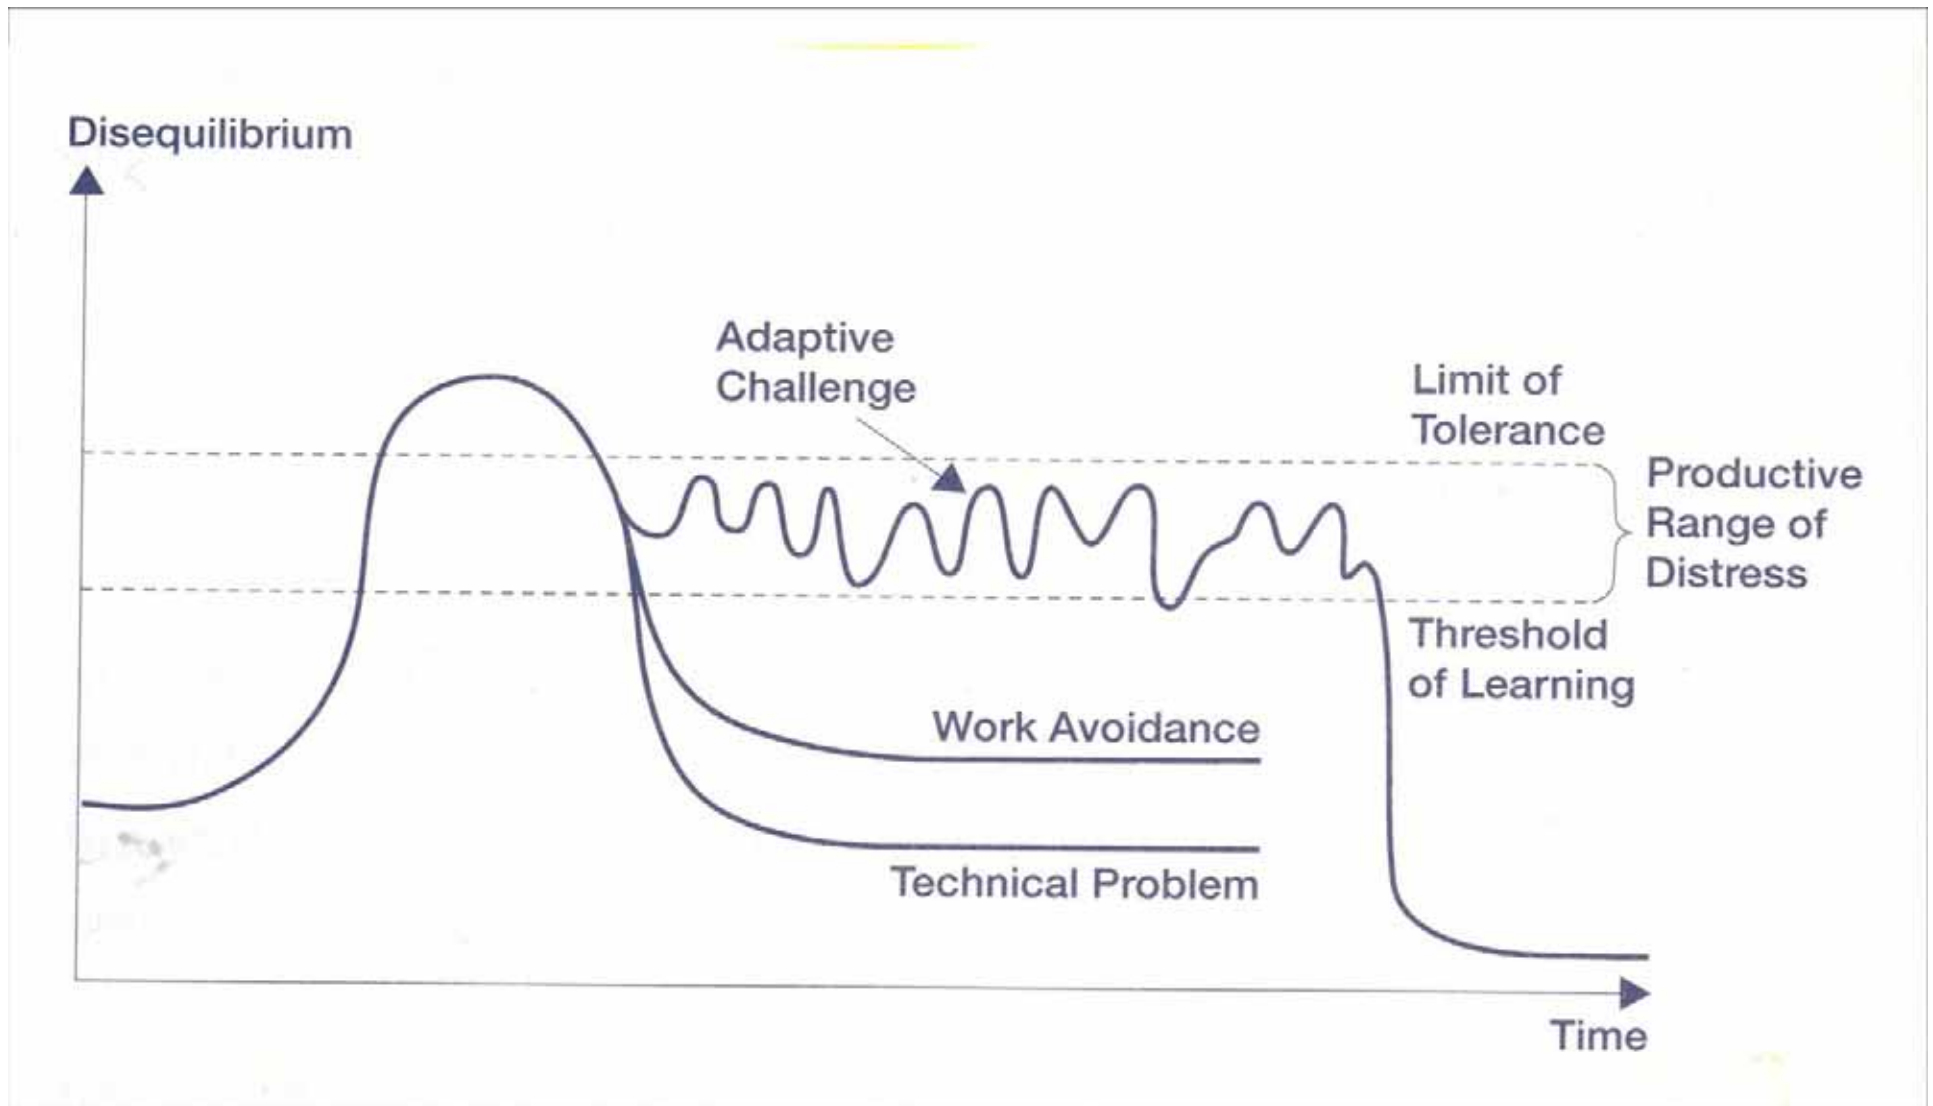 Disequilibrium
Adaptive
Challenge
Limit of
Tolerance
Productive
Range of
Distress
Threshold
of Learning
Work Avoidance
Technical Problem
Time